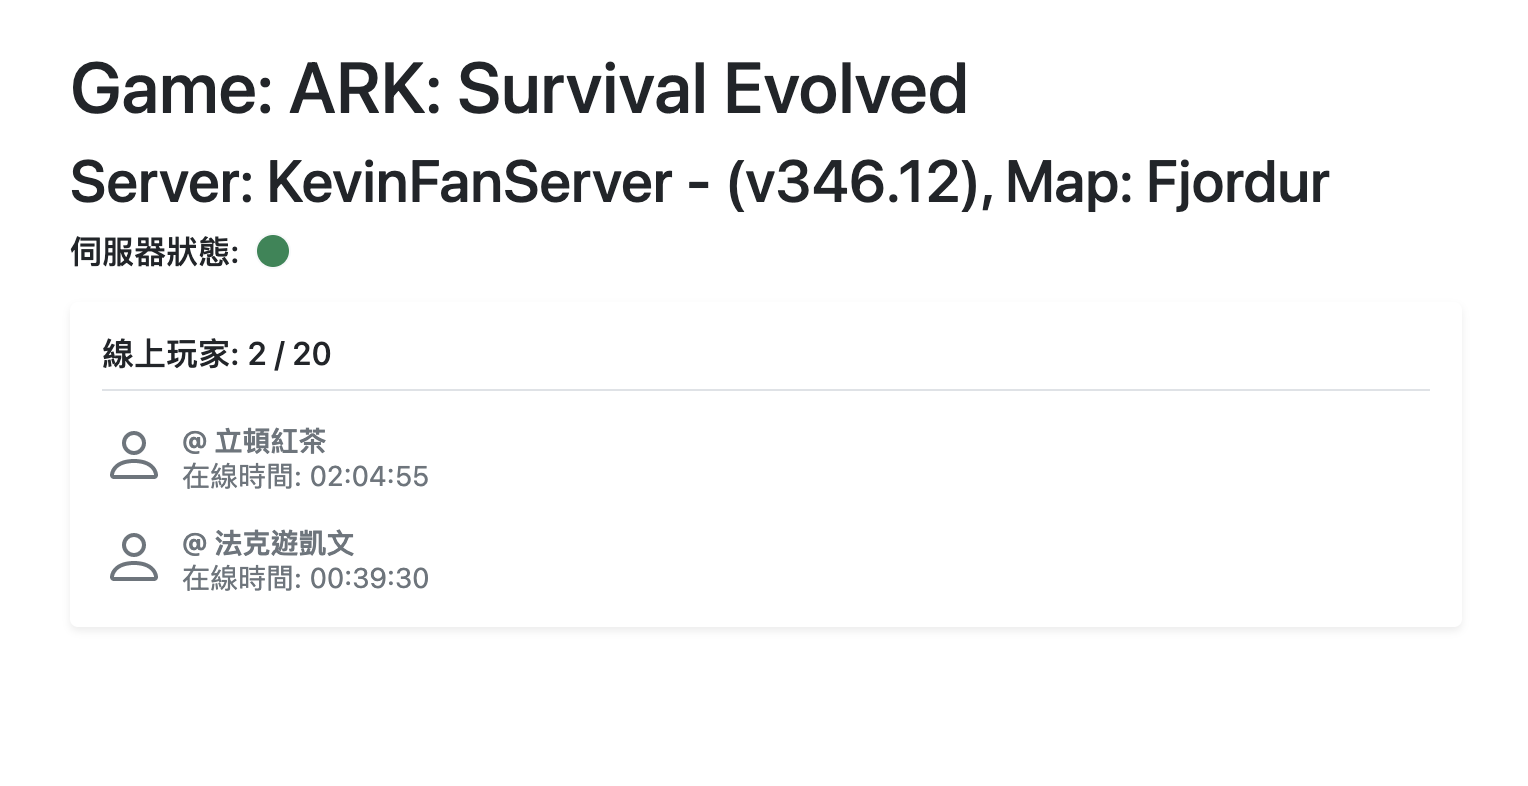 Game: ARK: Survival Evolved
Server: KevinFanServer - (v346.12), Map: Fjordur
伺服器狀態:
線上玩家: 2 / 20
@ 立頓紅茶
在線時間: 02:04:55
@ 法克遊凱文
在線時間: 00:39:30